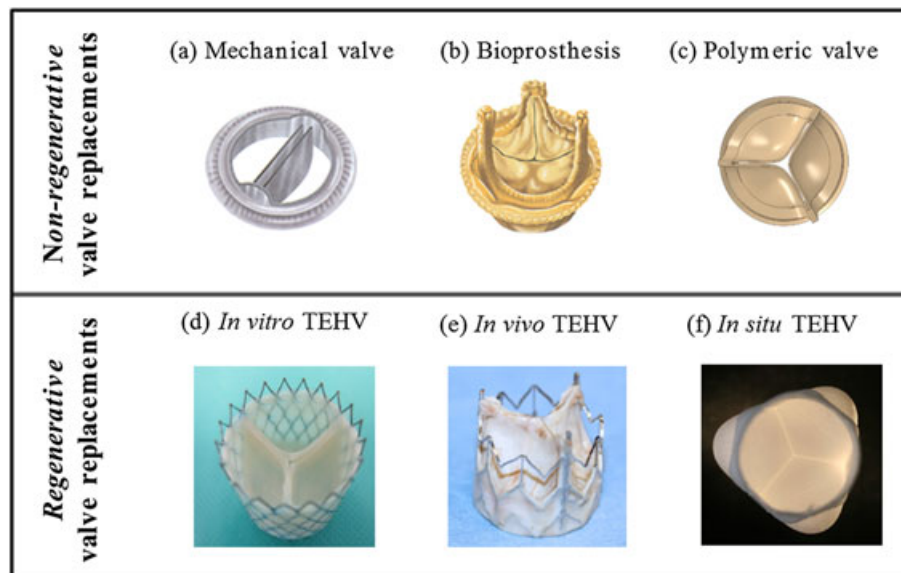 Non-regenerative
valve replacements
(a) Mechanical valve
(b) Bioprosthesis
(c) Polymeric valve
Regenerative
valve replacements
(d) In vitro TEHV
(e) In vivo TEHV
(f) In situ TEHV